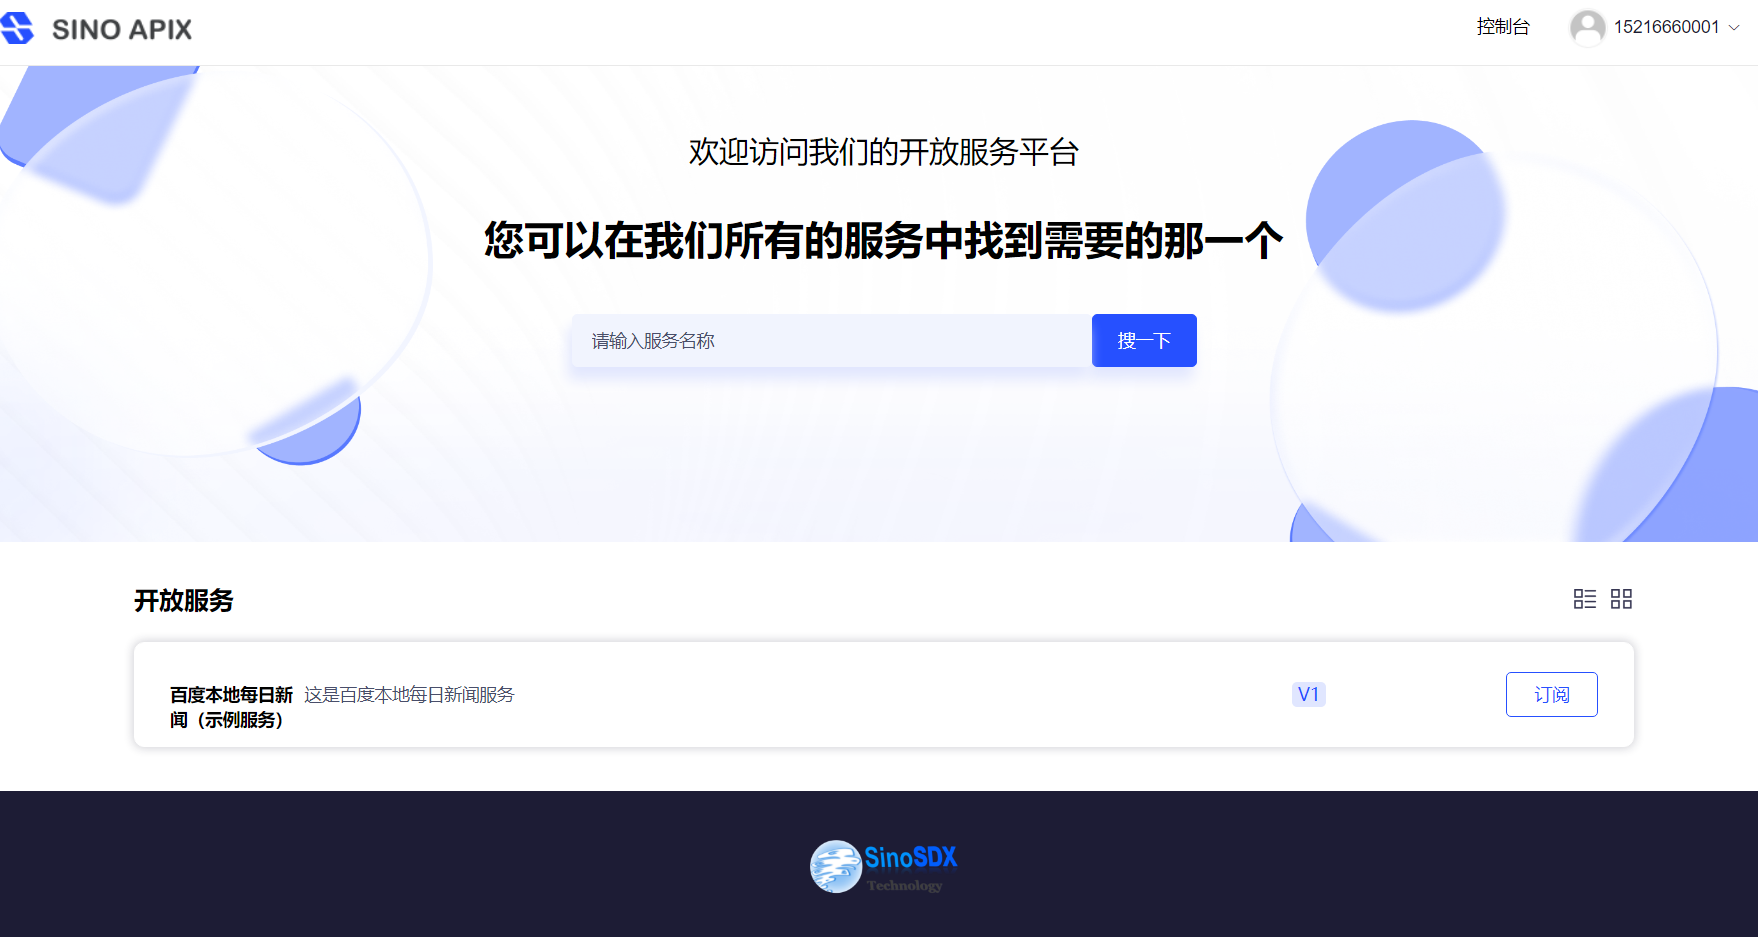 SINO APIX
控制台
15216660001
欢迎访问我们的开放服务平台
您可以在我们所有的服务中找到需要的那一个
请输入服务名称
搜一下
开放服务
百度本地每日新
闻（示例服务）
这是百度本地每日新闻服务
V1
订阅
SinoSDX
Technology